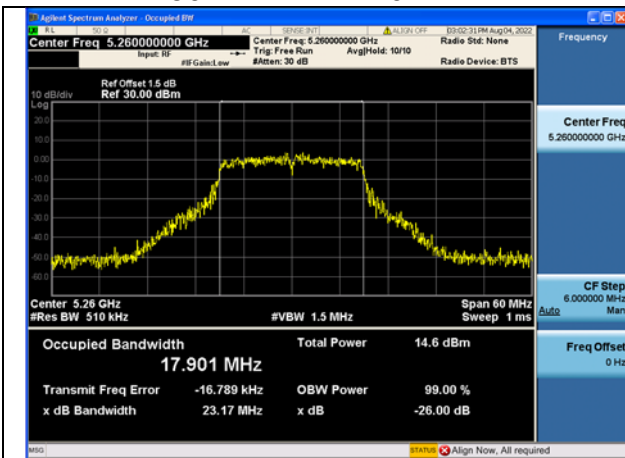 Agilent Spectrum Analyzer - Occupied BW
RL 50 Ω AC SENSE:INT ALIGN OFF 03:02:31 PM Aug 04, 2022
Center Freq 5.260000000 GHz Center Freq: 5.260000000 GHz Radio Std: None
Input: RF Trig: Free Run Avg|Hold: 10/10
#IFGain:Low #Atten: 30 dB Radio Device: BTS
Frequency
Ref Offset 1.5 dB
10 dB/div Ref 30.00 dBm
Log
20.0
10.0
0.00
-10.0
-20.0
-30.0
-40.0
-50.0
-60.0
Center 5.26 GHz Span 60 MHz
#Res BW 510 kHz #VBW 1.5 MHz Sweep 1 ms
Occupied Bandwidth Total Power 14.6 dBm
17.901 MHz
Transmit Freq Error -16.789 kHz OBW Power 99.00 %
x dB Bandwidth 23.17 MHz x dB -26.00 dB
Center Freq
5.260000000 GHz
CF Step
6.000000 MHz
Auto Man
Freq Offset
0 Hz
MSG STATUS Align Now, All required